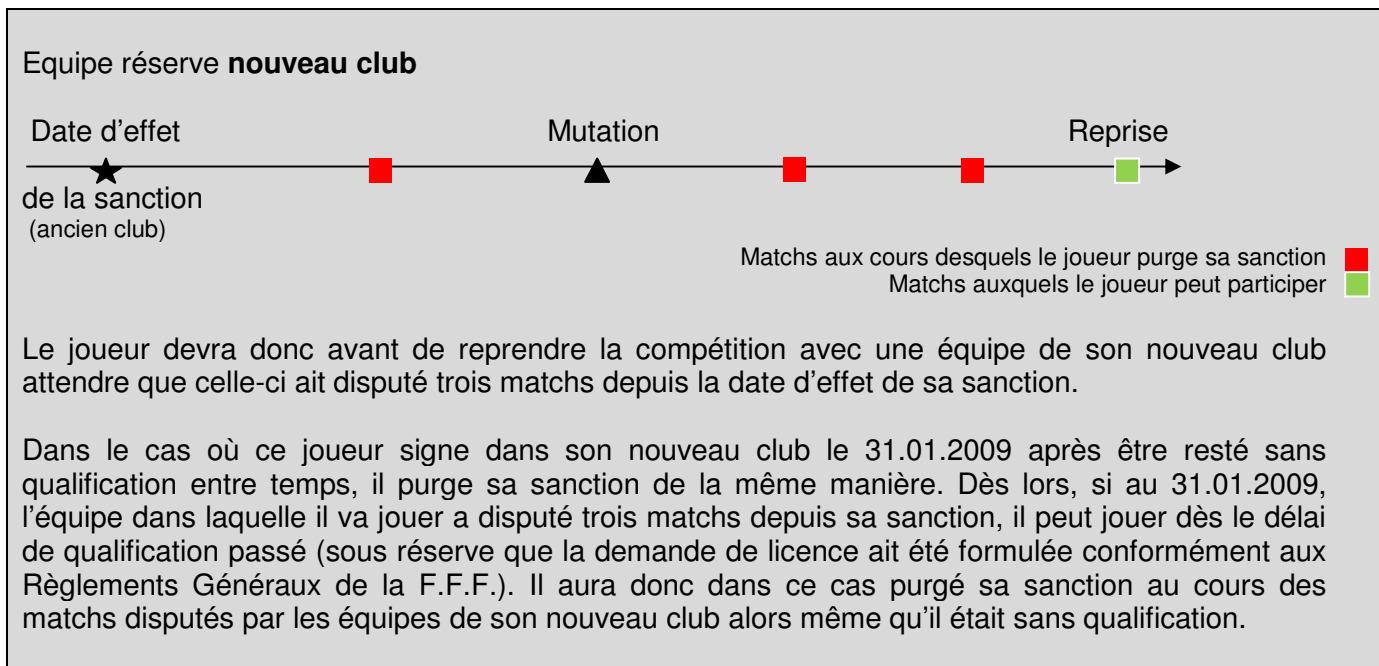 Equipe réserve nouveau club
Date d'effet Mutation Reprise
de la sanction
(ancien club)
Matchs aux cours desquels le joueur purge sa sanction
Matchs auxquels le joueur peut participer
Le joueur devra donc avant de reprendre la compétition avec une équipe de son nouveau club
attendre que celle-ci ait disputé trois matchs depuis la date d'effet de sa sanction.
Dans le cas où ce joueur signe dans son nouveau club le 31.01.2009 après être resté sans
qualification entre temps, il purge sa sanction de la même manière. Dès lors, si au 31.01.2009,
l'équipe dans laquelle il va jouer a disputé trois matchs depuis sa sanction, il peut jouer dès le délai
de qualification passé (sous réserve que la demande de licence ait été formulée conformément aux
Règlements Généraux de la F.F.F.). Il aura donc dans ce cas purgé sa sanction au cours des
matchs disputés par les équipes de son nouveau club alors même qu'il était sans qualification.